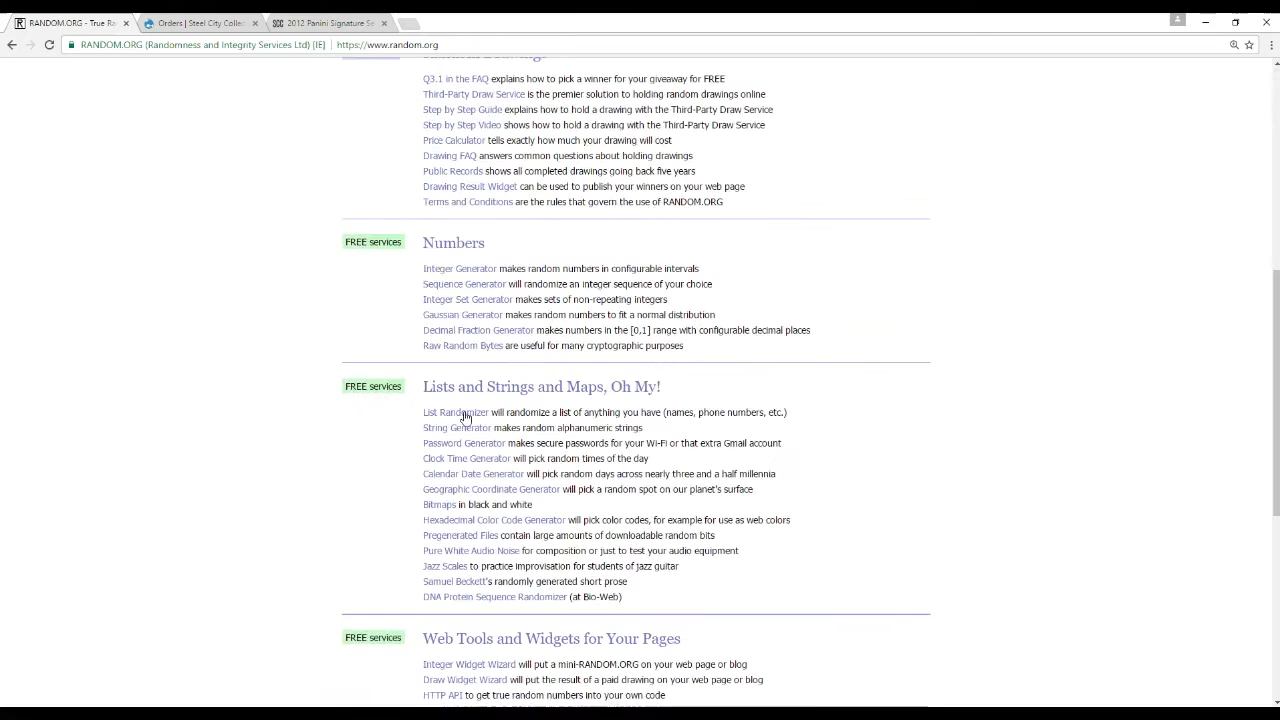 RANDOM.ORG - True Ra
Orders | Steel City Collec
2012 Panini Signature Se
RANDOM.ORG (Randomness and Integrity Services Ltd) [IE] https://www.random.org
Q3.1 in the FAQ explains how to pick a winner for your giveaway for FREE
Third-Party Draw Service is the premier solution to holding random drawings online
Step by Step Guide explains how to hold a drawing with the Third-Party Draw Service
Step by Step Video shows how to hold a drawing with the Third-Party Draw Service
Price Calculator tells exactly how much your drawing will cost
Drawing FAQ answers common questions about holding drawings
Public Records shows all completed drawings going back five years
Drawing Result Widget can be used to publish your winners on your web page
Terms and Conditions are the rules that govern the use of RANDOM.ORG
FREE services Numbers
Integer Generator makes random numbers in configurable intervals
Sequence Generator will randomize an integer sequence of your choice
Integer Set Generator makes sets of non-repeating integers
Gaussian Generator makes random numbers to fit a normal distribution
Decimal Fraction Generator makes numbers in the [0,1] range with configurable decimal places
Raw Random Bytes are useful for many cryptographic purposes
FREE services Lists and Strings and Maps, Oh My!
List Randomizer will randomize a list of anything you have (names, phone numbers, etc.)
String Generator makes random alphanumeric strings
Password Generator makes secure passwords for your Wi-Fi or that extra Gmail account
Clock Time Generator will pick random times of the day
Calendar Date Generator will pick random days across nearly three and a half millennia
Geographic Coordinate Generator will pick a random spot on our planet's surface
Bitmaps in black and white
Hexadecimal Color Code Generator will pick color codes, for example for use as web colors
Pregenerated Files contain large amounts of downloadable random bits
Pure White Audio Noise for composition or just to test your audio equipment
Jazz Scales to practice improvisation for students of jazz guitar
Samuel Beckett's randomly generated short prose
DNA Protein Sequence Randomizer (at Bio-Web)
FREE services Web Tools and Widgets for Your Pages
Integer Widget Wizard will put a mini-RANDOM.ORG on your web page or blog
Draw Widget Wizard will put the result of a paid drawing on your web page or blog
HTTP API to get true random numbers into your own code